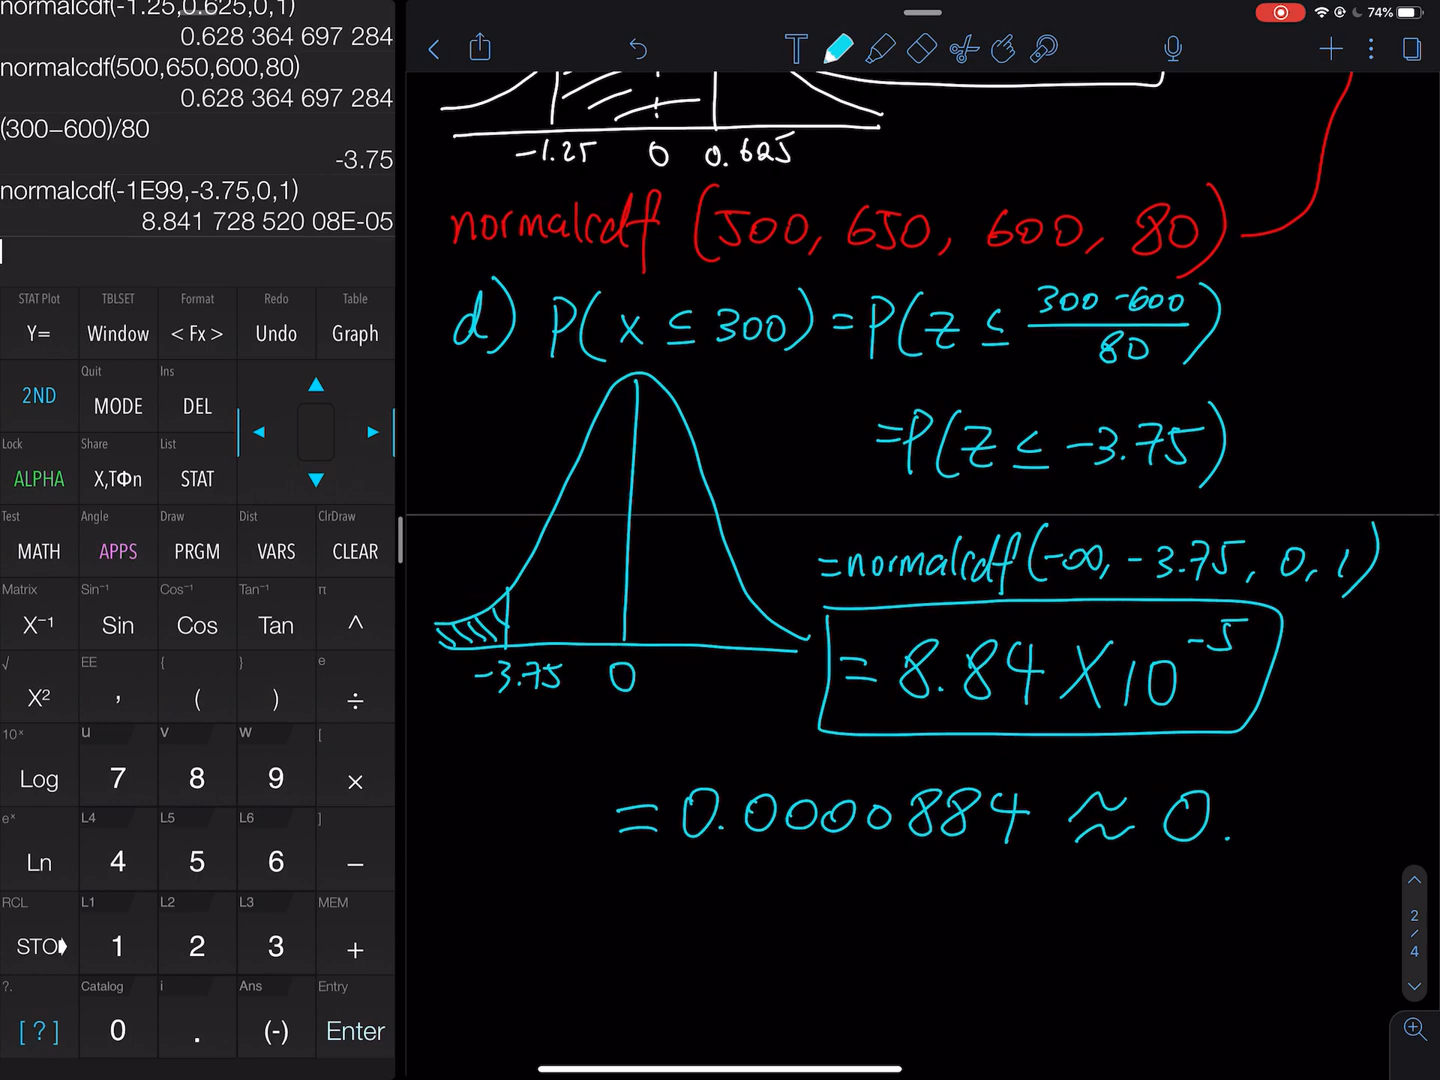 normalcdf(-1.25,0.625,0,1)
0.628 364 697 284
normalcdf(500,650,600,80)
0.628 364 697 284
(300−600)/80
-3.75
normalcdf(-1E99,-3.75,0,1)
8.841 728 520 08E-05
STAT Plot TBLSET Format Redo Table
Y= Window < Fx > Undo Graph
Quit Ins
2ND MODE DEL
Lock Share List
ALPHA X,TΦn STAT
Test Angle Draw Dist ClrDraw
MATH APPS PRGM VARS CLEAR
Matrix Sin⁻¹ Cos⁻¹ Tan⁻¹ π
X⁻¹ Sin Cos Tan ^
√ EE { } e
X² , ( ) ÷
10ˣ u v w [
Log 7 8 9 ×
eˣ L4 L5 L6 ]
Ln 4 5 6 −
RCL L1 L2 L3 MEM
STO 1 2 3 +
?. Catalog i Ans Entry
[ ? ] 0 . (-) Enter
74%
T
-1.25 0 0.625
normalcdf (500, 650, 600, 80)
d) P(x ≤ 300) = P(z ≤ (300-600)/80)
=P(z ≤ -3.75)
=normalcdf(-∞, -3.75, 0, 1)
-3.75 0
= 8.84 X 10⁻⁵
= 0.0000884 ≈ 0.
2
/
4